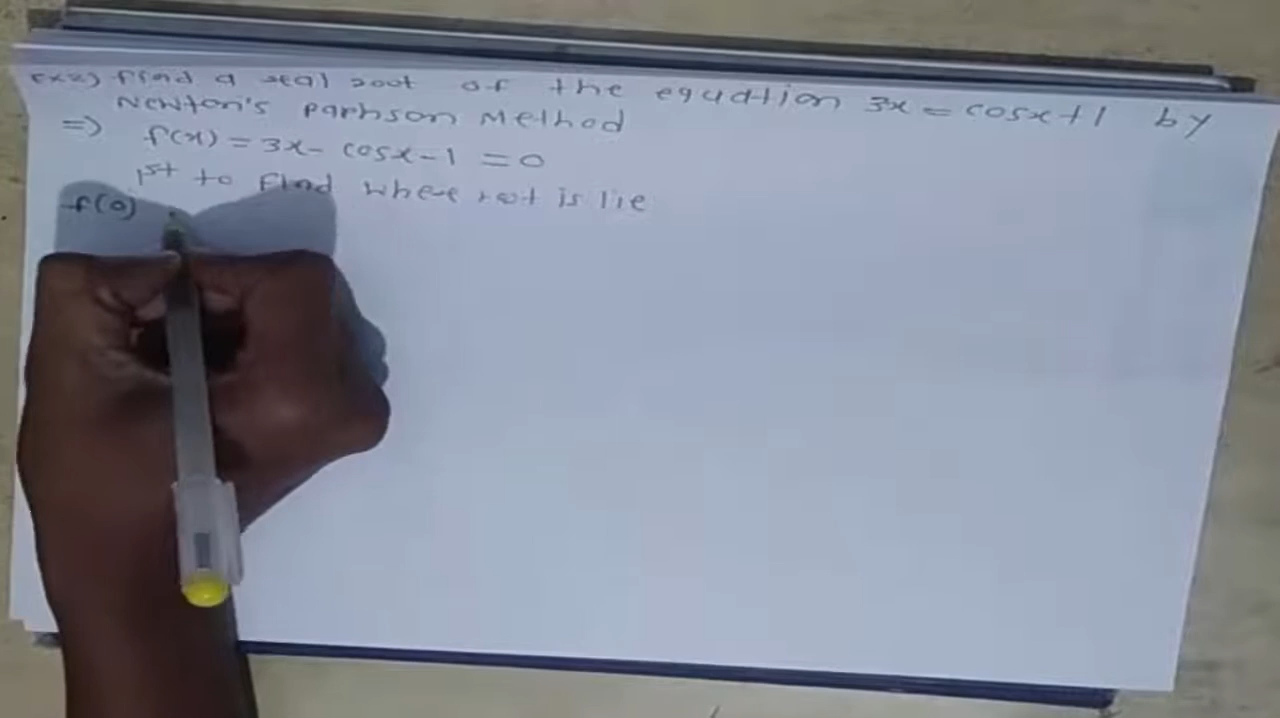 Ex2) Find a real root of the equation 3x = cosx+1 by
Newton's Raphson Method
=> f(x) = 3x - cosx - 1 = 0
1st to find where root is lie
f(0)